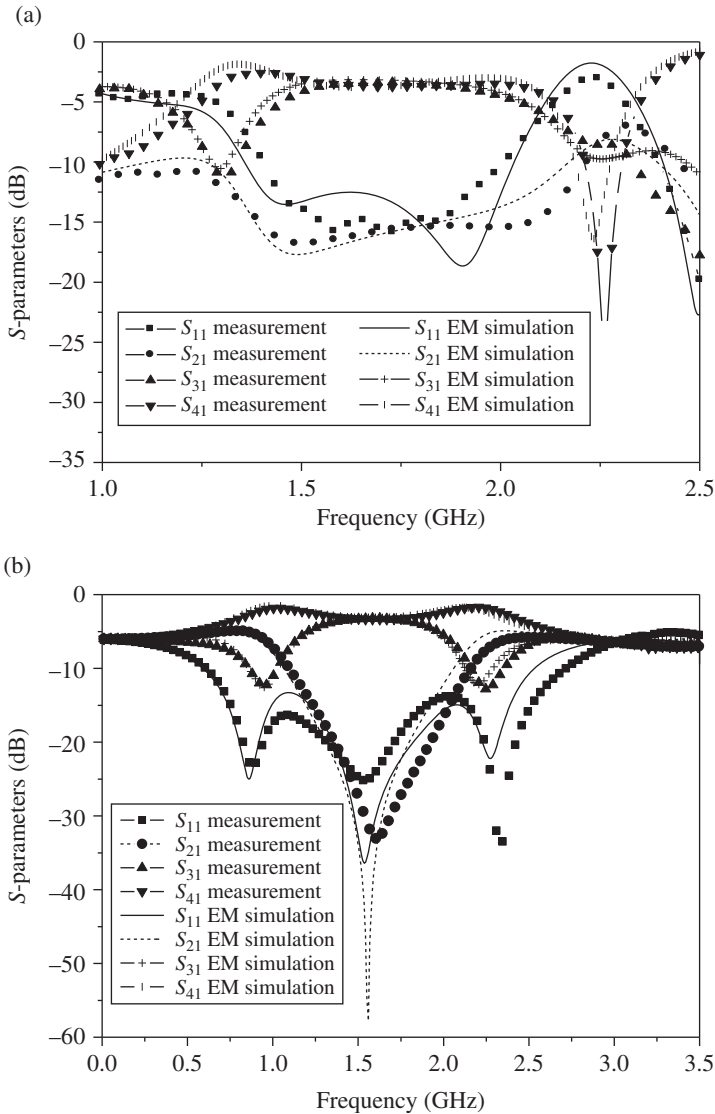 (a)
0
–5
–10
–15
–20
–25
–30
–35
S-parameters (dB)
S11 measurement
S21 measurement
S31 measurement
S41 measurement
S11 EM simulation
S21 EM simulation
S31 EM simulation
S41 EM simulation
1.0 1.5 2.0 2.5
Frequency (GHz)
(b)
0
–10
–20
–30
–40
–50
–60
S-parameters (dB)
S11 measurement
S21 measurement
S31 measurement
S41 measurement
S11 EM simulation
S21 EM simulation
S31 EM simulation
S41 EM simulation
0.0 0.5 1.0 1.5 2.0 2.5 3.0 3.5
Frequency (GHz)